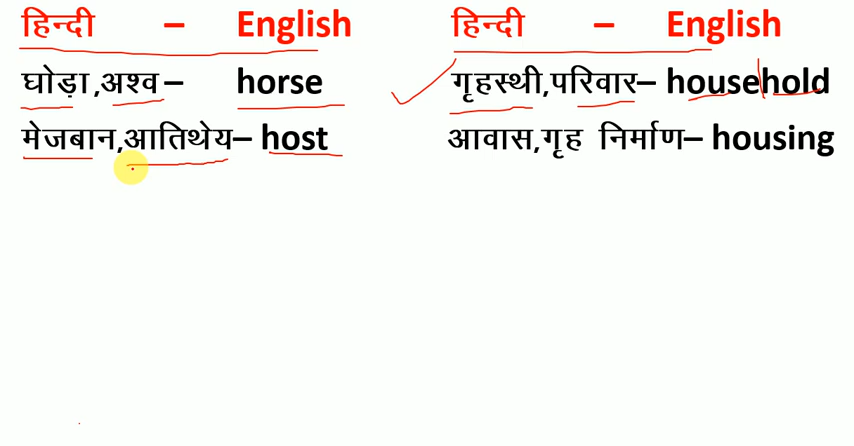 हिन्दी – English
घोड़ा,अश्व– horse
मेजबान,आतिथेय– host
हिन्दी – English
गृहस्थी,परिवार– household
आवास,गृह निर्माण– housing